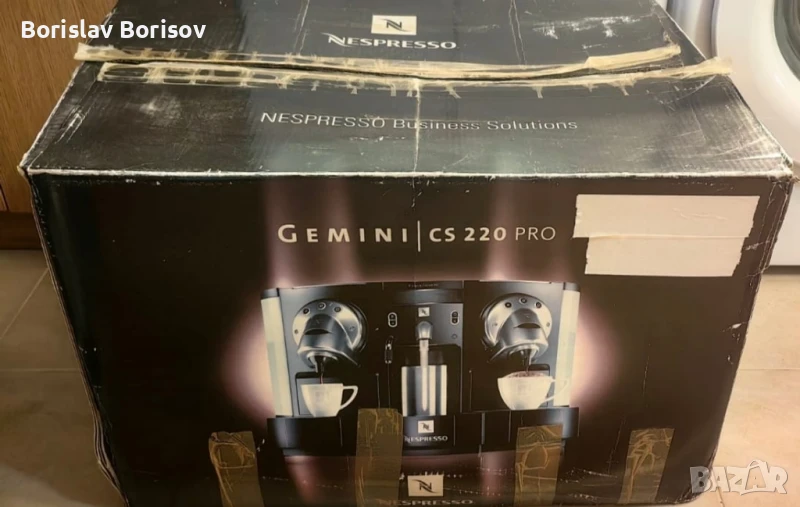 Borislav Borisov
NESPRESSO
NESPRESSO Business Solutions
GEMINI | CS 220 PRO
NESPRESSO
NESPRESSO
BAZAR